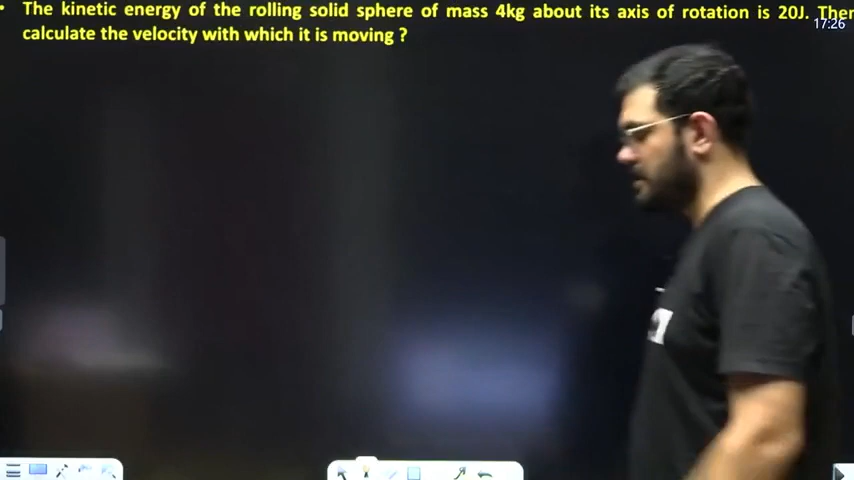 The kinetic energy of the rolling solid sphere of mass 4kg about its axis of rotation is 20J. Then
17:26
calculate the velocity with which it is moving ?